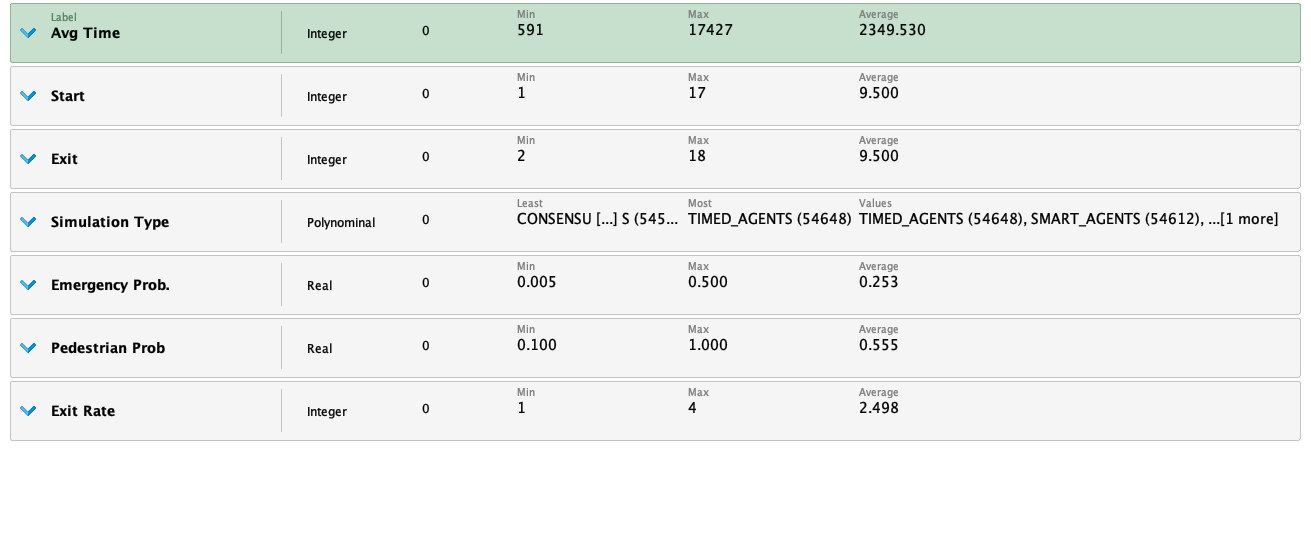 Label Min Max Average
Avg Time Integer 0 591 17427 2349.530
Min Max Average
Start Integer 0 1 17 9.500
Min Max Average
Exit Integer 0 2 18 9.500
Least Most Values
Simulation Type Polynominal 0 CONSENSU [...] S (545... TIMED_AGENTS (54648) TIMED_AGENTS (54648), SMART_AGENTS (54612), ...[1 more]
Min Max Average
Emergency Prob. Real 0 0.005 0.500 0.253
Min Max Average
Pedestrian Prob Real 0 0.100 1.000 0.555
Min Max Average
Exit Rate Integer 0 1 4 2.498